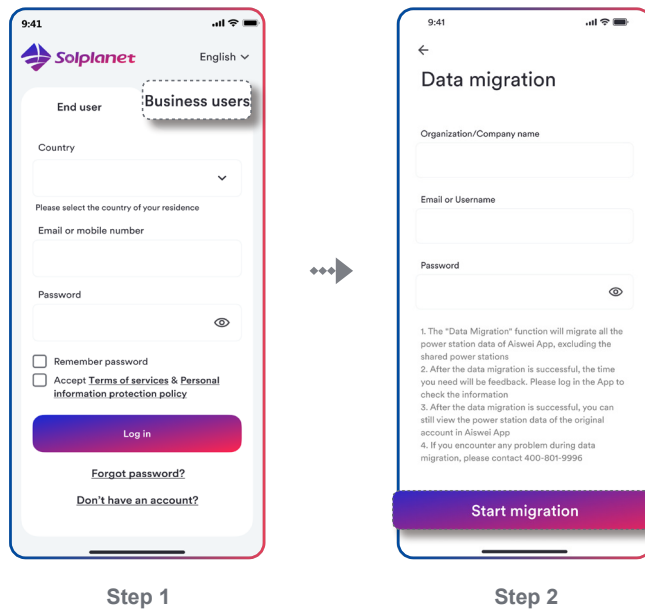 9:41
Solplanet
English
End user
Business users
Country
Please select the country of your residence
Email or mobile number
Password
Remember password
Accept Terms of services & Personal
information protection policy
Log in
Forgot password?
Don't have an account?
Step 1
9:41
Data migration
Organization/Company name
Email or Username
Password
1. The "Data Migration" function will migrate all the
power station data of Aiswei App, excluding the
shared power stations
2. After the data migration is successful, the time
you need will be feedback. Please log in the App to
check the information
3. After the data migration is successful, you can
still view the power station data of the original
account in Aiswei App
4. If you encounter any problem during data
migration, please contact 400-801-9996
Start migration
Step 2